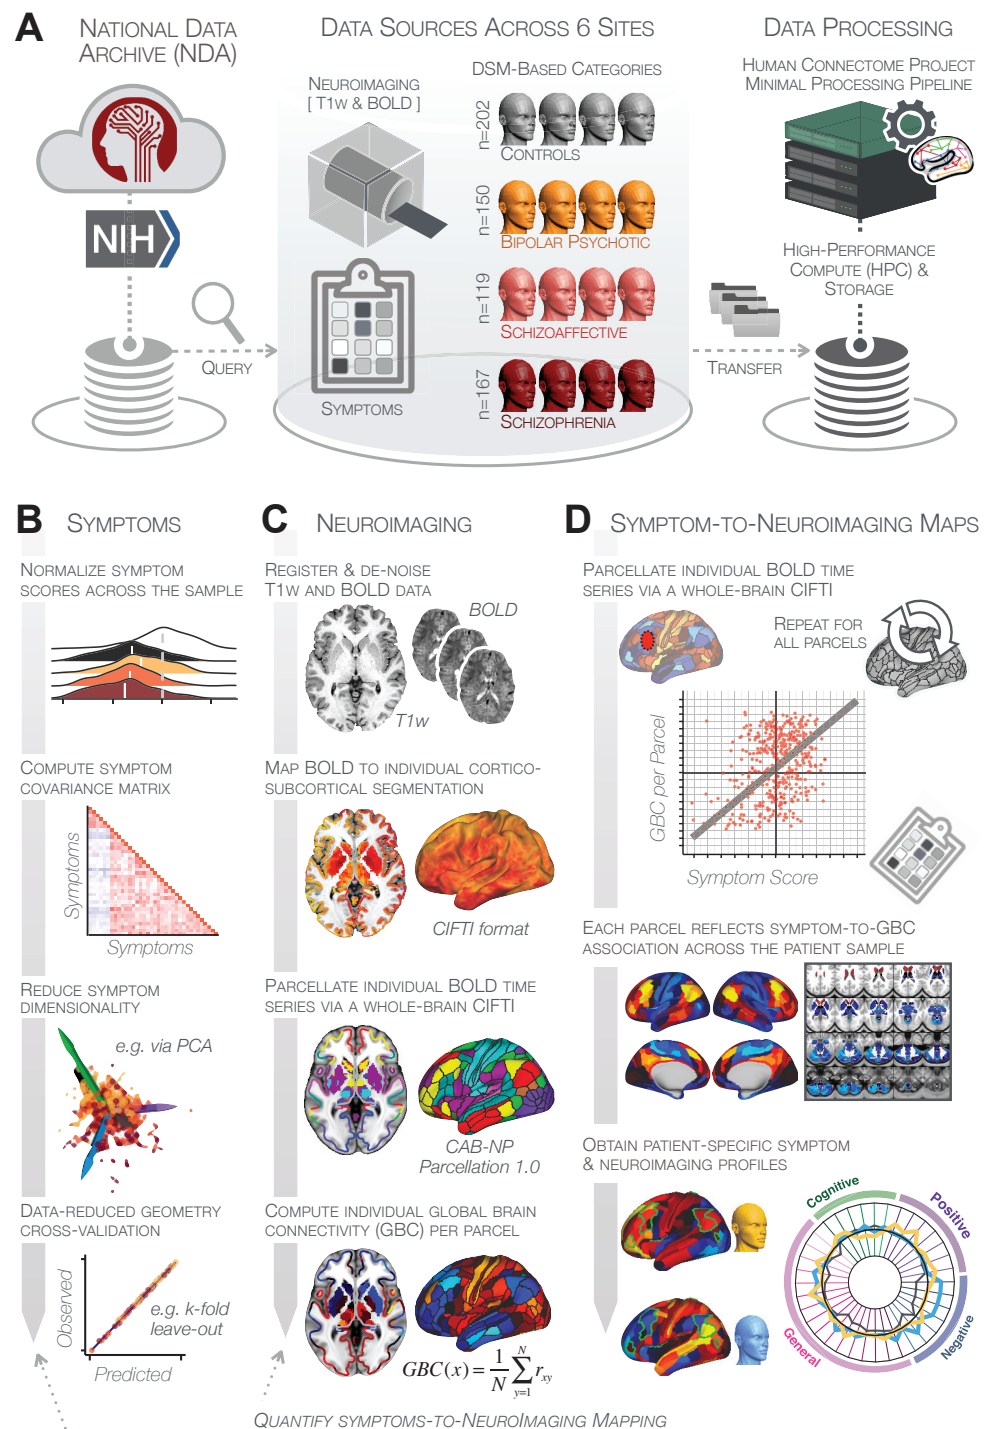 A
NATIONAL DATA
ARCHIVE (NDA)
NIH
QUERY
DATA SOURCES ACROSS 6 SITES
NEUROIMAGING
[ T1W & BOLD ]
SYMPTOMS
DSM-BASED CATEGORIES
n=202
CONTROLS
n=150
BIPOLAR PSYCHOTIC
n=119
SCHIZOAFFECTIVE
n=167
SCHIZOPHRENIA
TRANSFER
DATA PROCESSING
HUMAN CONNECTOME PROJECT
MINIMAL PROCESSING PIPELINE
HIGH-PERFORMANCE
COMPUTE (HPC) &
STORAGE
B
SYMPTOMS
NORMALIZE SYMPTOM
SCORES ACROSS THE SAMPLE
COMPUTE SYMPTOM
COVARIANCE MATRIX
Symptoms
Symptoms
REDUCE SYMPTOM
DIMENSIONALITY
e.g. via PCA
DATA-REDUCED GEOMETRY
CROSS-VALIDATION
Observed
e.g. k-fold
leave-out
Predicted
C
NEUROIMAGING
REGISTER & DE-NOISE
T1W AND BOLD DATA
BOLD
T1w
MAP BOLD TO INDIVIDUAL CORTICO-
SUBCORTICAL SEGMENTATION
CIFTI format
PARCELLATE INDIVIDUAL BOLD TIME
SERIES VIA A WHOLE-BRAIN CIFTI
CAB-NP
Parcellation 1.0
COMPUTE INDIVIDUAL GLOBAL BRAIN
CONNECTIVITY (GBC) PER PARCEL
GBC(x) = 1/N ∑ y=1 N r_xy
D
SYMPTOM-TO-NEUROIMAGING MAPS
PARCELLATE INDIVIDUAL BOLD TIME
SERIES VIA A WHOLE-BRAIN CIFTI
REPEAT FOR
ALL PARCELS
GBC per Parcel
Symptom Score
EACH PARCEL REFLECTS SYMPTOM-TO-GBC
ASSOCIATION ACROSS THE PATIENT SAMPLE
OBTAIN PATIENT-SPECIFIC SYMPTOM
& NEUROIMAGING PROFILES
Cognitive
Positive
Negative
General
QUANTIFY SYMPTOMS-TO-NEUROIMAGING MAPPING